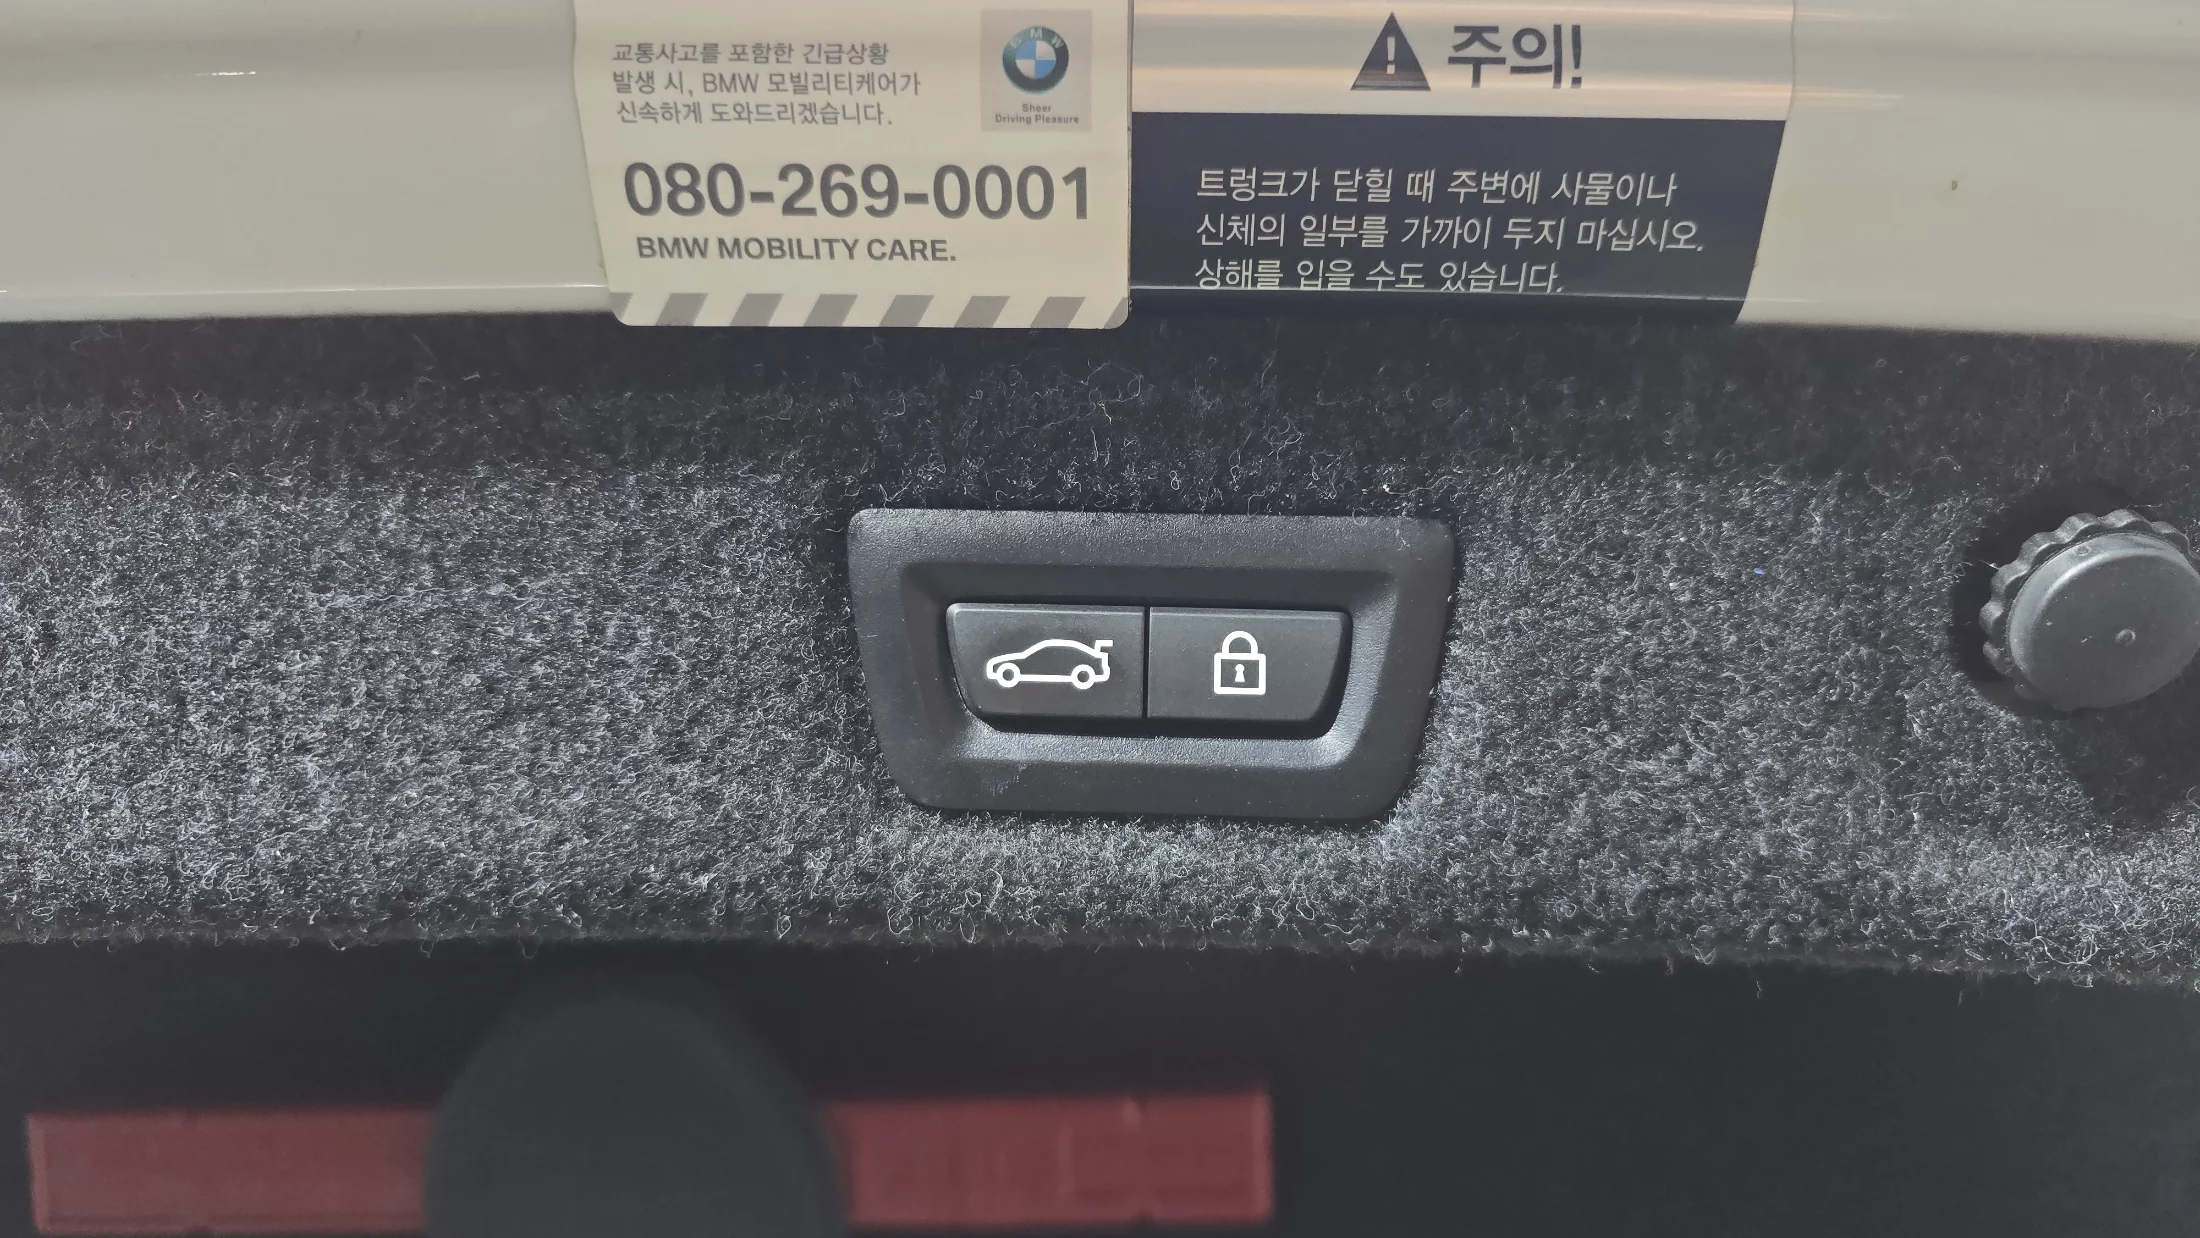 교통사고를 포함한 긴급상황
발생 시, BMW 모빌리티케어가
신속하게 도와드리겠습니다.
BMW
Sheer
Driving Pleasure
080-269-0001
BMW MOBILITY CARE.
주의!
트렁크가 닫힐 때 주변에 사물이나
신체의 일부를 가까이 두지 마십시오.
상해를 입을 수도 있습니다.